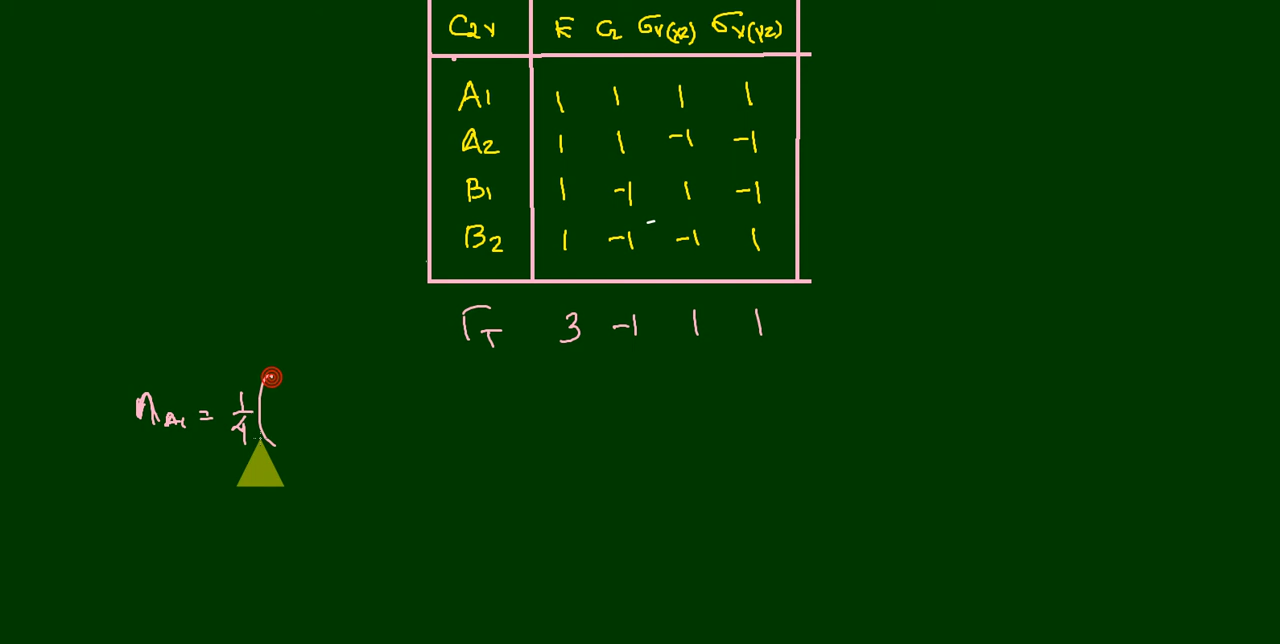 C2v E C2 σv(xz) σv(yz)
A1 1 1 1 1
A2 1 1 -1 -1
B1 1 -1 1 -1
B2 1 -1 -1 1
ΓT 3 -1 1 1
nA1 = 1/4 (